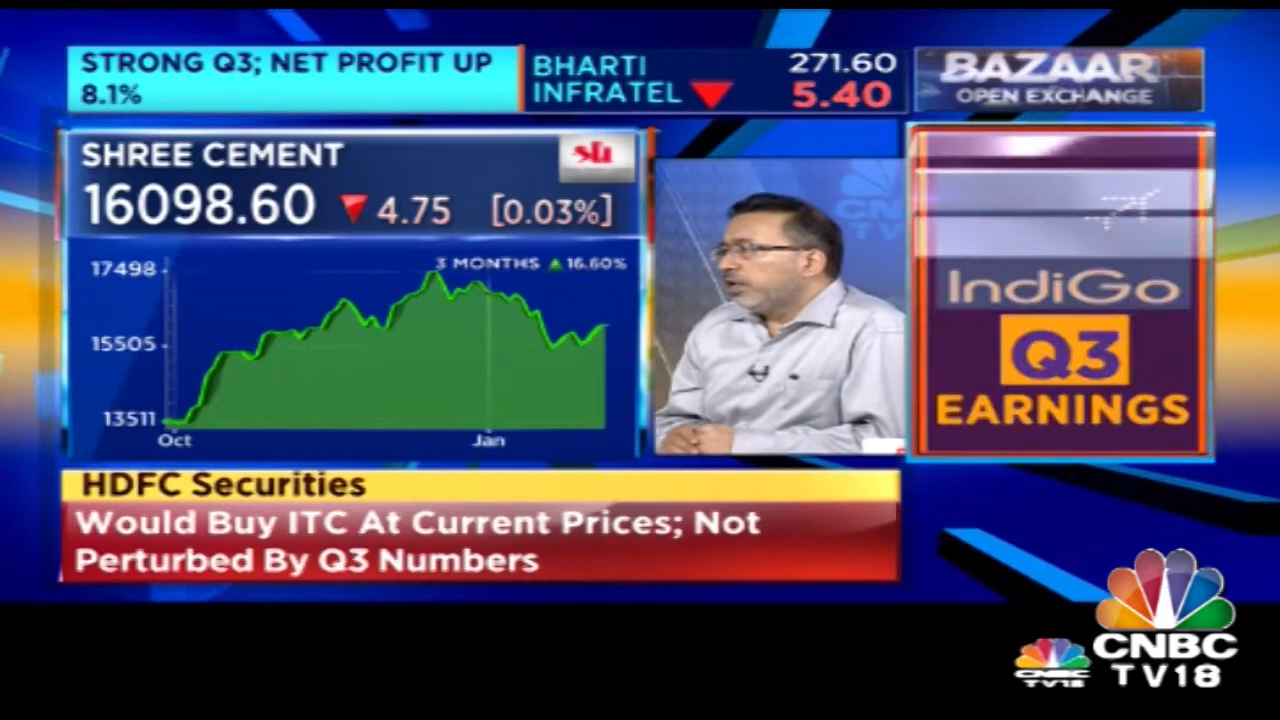 STRONG Q3; NET PROFIT UP
8.1%
BHARTI
INFRATEL
271.60
5.40
BAZAAR
OPEN EXCHANGE
SHREE CEMENT
16098.60 4.75 [0.03%]
3 MONTHS 16.60%
17498
15505
13511
Oct
Jan
IndiGo
Q3
EARNINGS
HDFC Securities
Would Buy ITC At Current Prices; Not
Perturbed By Q3 Numbers
CNBC
TV18
CNBC
TV18